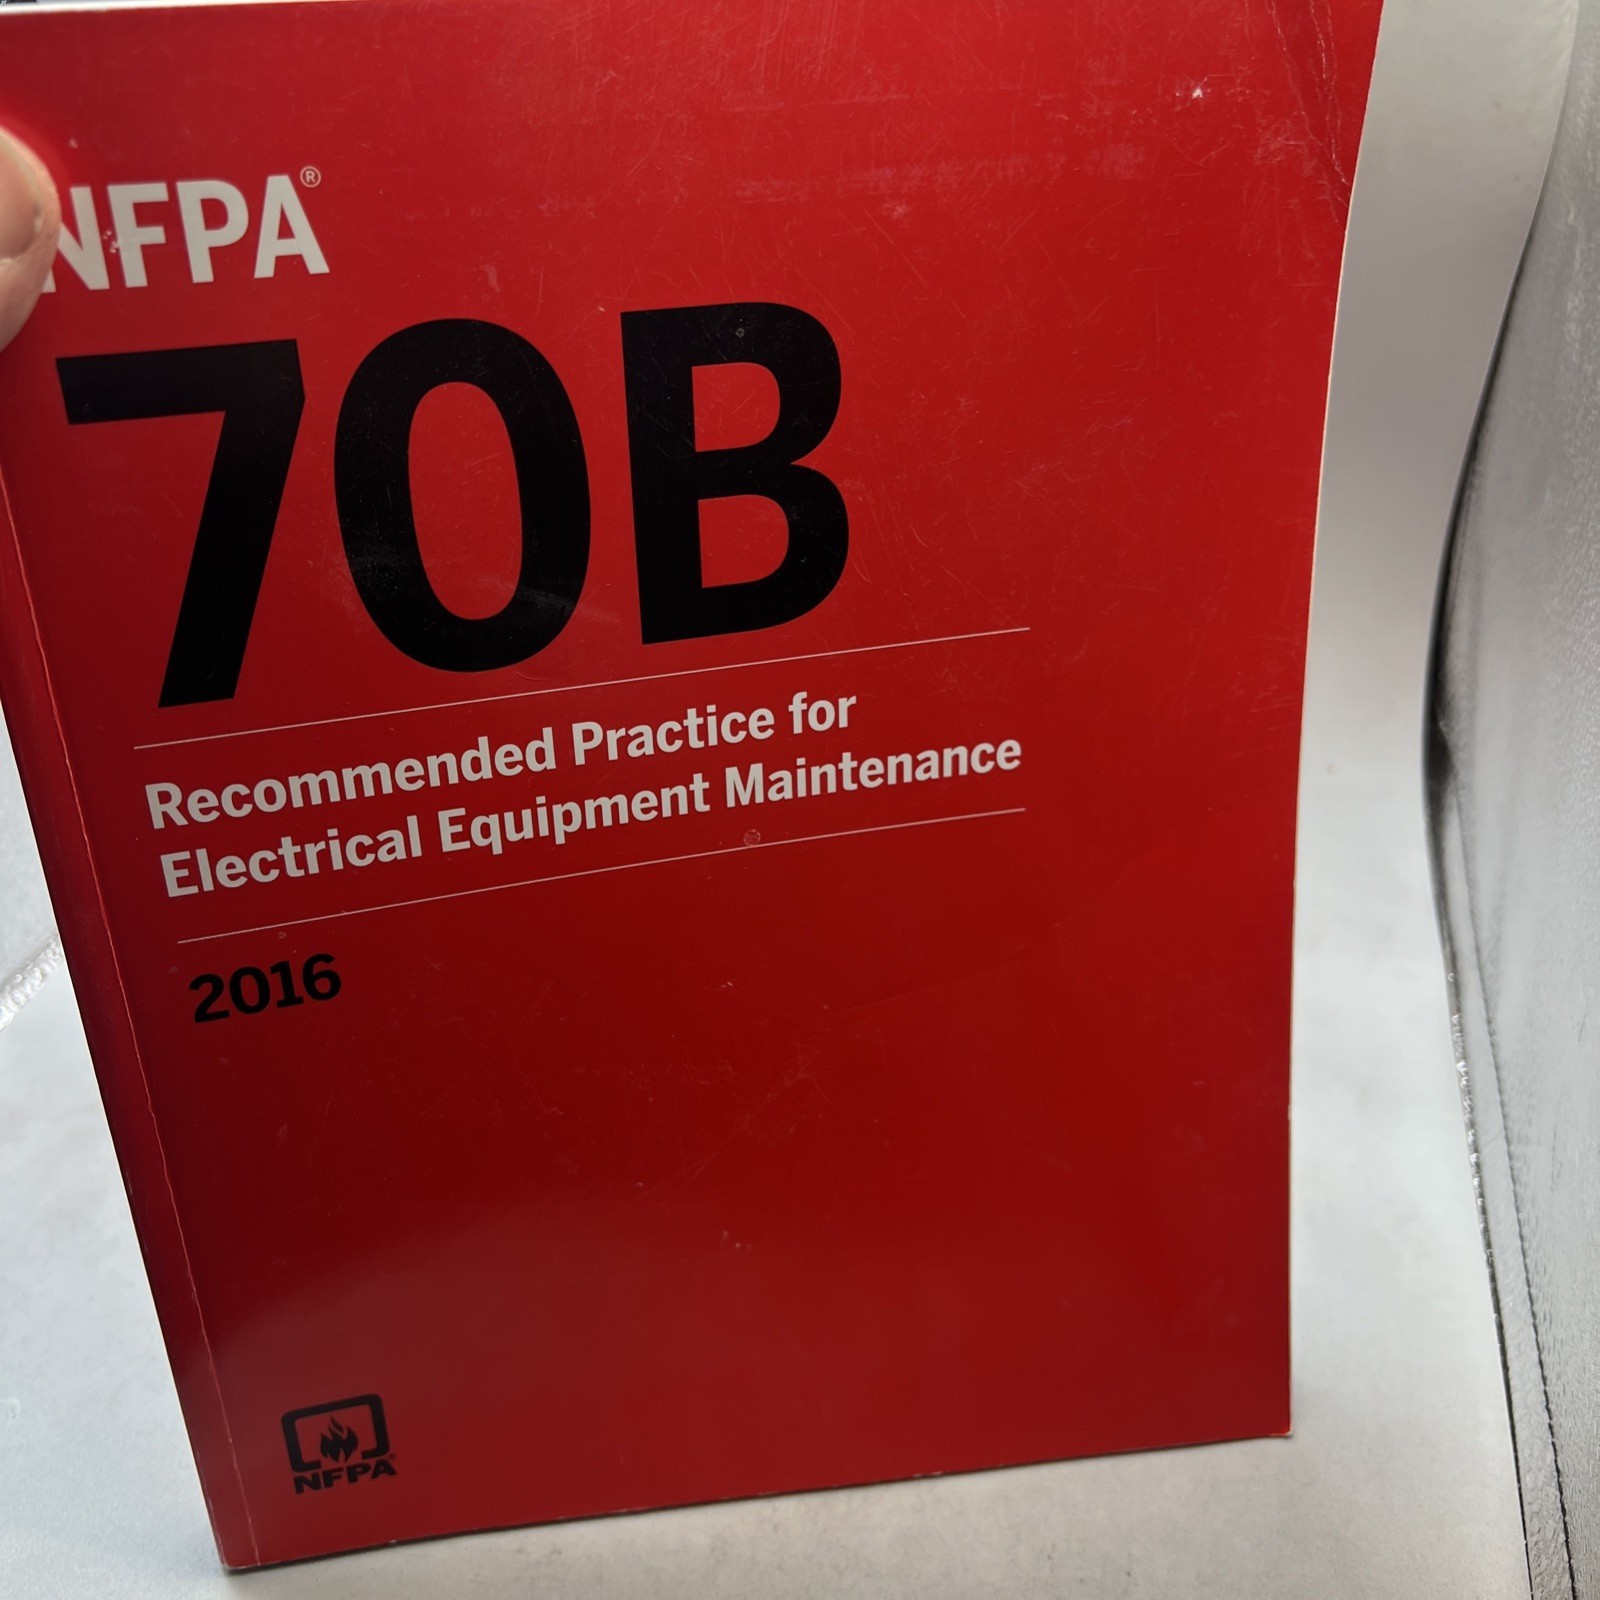 NFPA®
70B
Recommended Practice for
Electrical Equipment Maintenance
2016
NFPA®